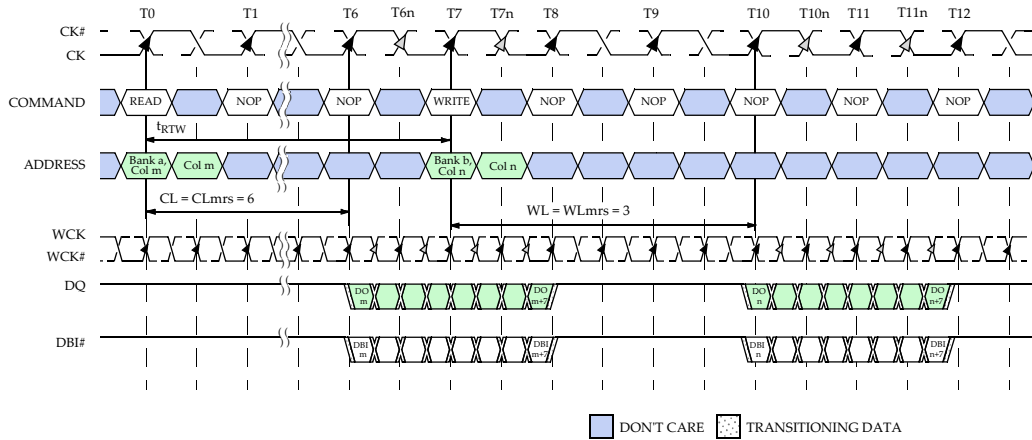 T0 T1 T6 T6n T7 T7n T8 T9 T10 T10n T11 T11n T12
CK#
CK
COMMAND READ NOP NOP WRITE NOP NOP NOP NOP NOP
tRTW
ADDRESS Bank a, Col m Col m Bank b, Col n Col n
CL = CLmrs = 6
WL = WLmrs = 3
WCK
WCK#
DQ DO m DO m+7 DO n DO n+7
DBI# DBI m DBI m+7 DBI n DBI n+7
DON'T CARE TRANSITIONING DATA